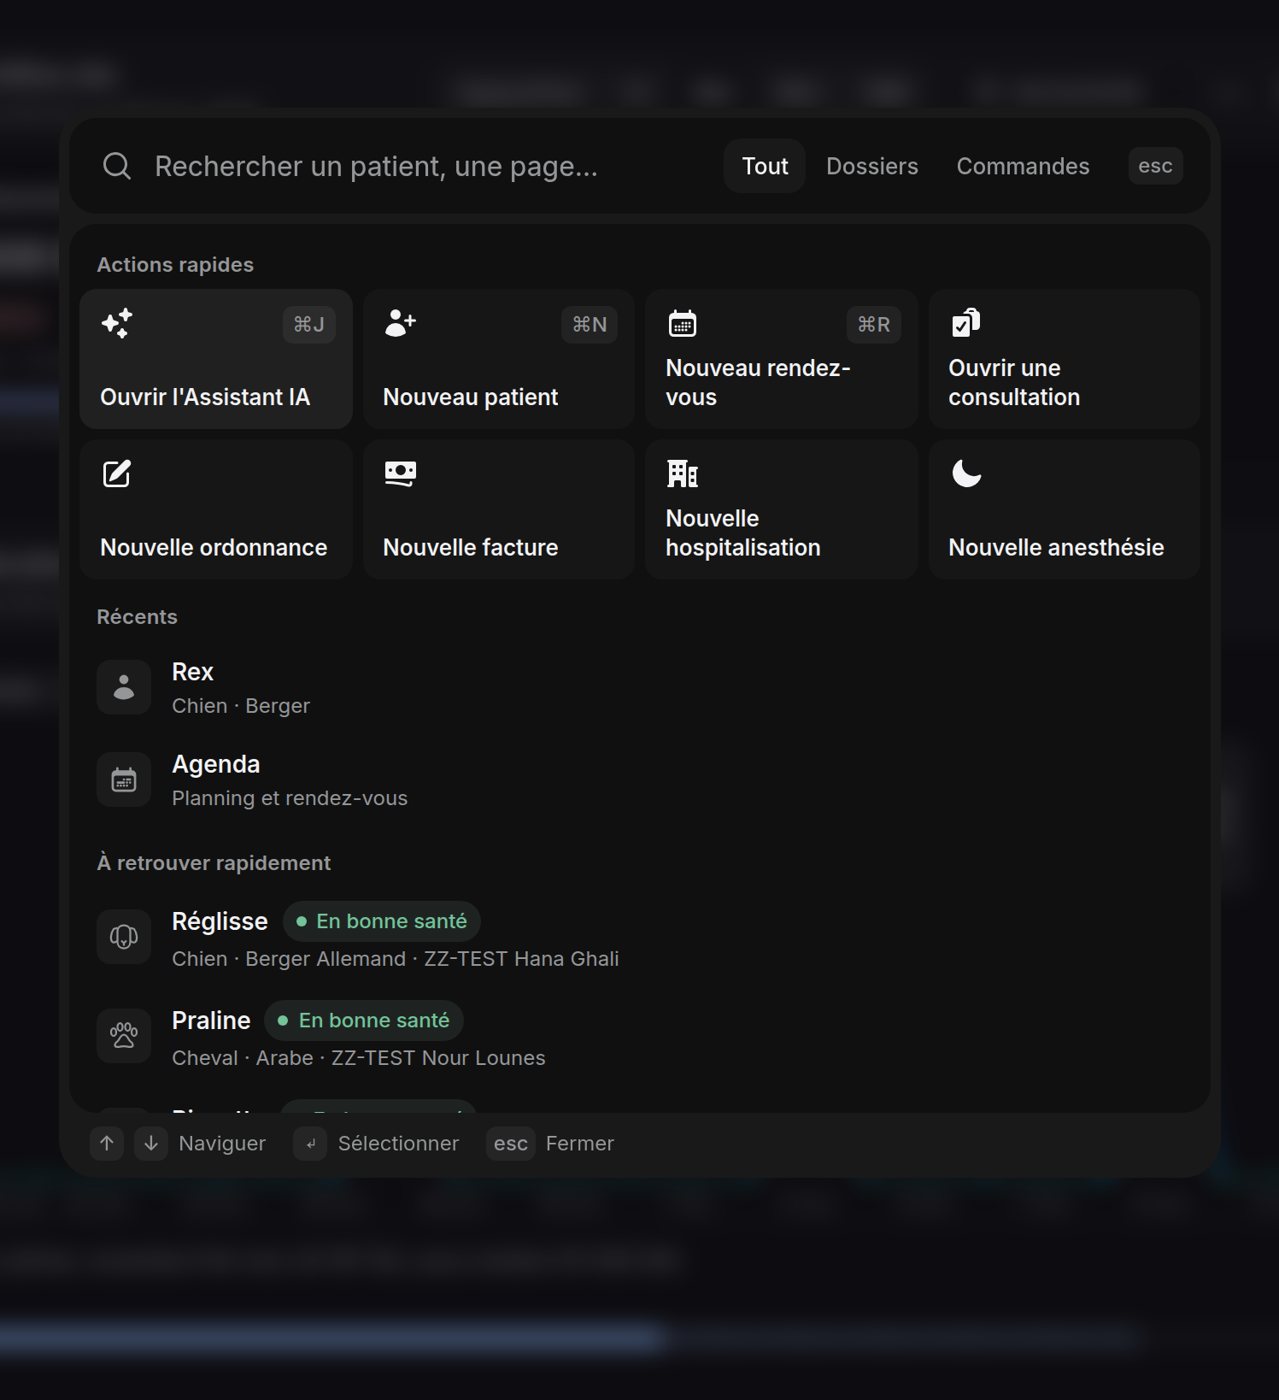 Rechercher un patient, une page...
Tout
Dossiers
Commandes
esc
Actions rapides
⌘J
Ouvrir l'Assistant IA
⌘N
Nouveau patient
⌘R
Nouveau rendez-
vous
Ouvrir une
consultation
Nouvelle ordonnance
Nouvelle facture
Nouvelle
hospitalisation
Nouvelle anesthésie
Récents
Rex
Chien · Berger
Agenda
Planning et rendez-vous
À retrouver rapidement
Réglisse
En bonne santé
Chien · Berger Allemand · ZZ-TEST Hana Ghali
Praline
En bonne santé
Cheval · Arabe · ZZ-TEST Nour Lounes
↑ ↓ Naviguer
↲ Sélectionner
esc Fermer